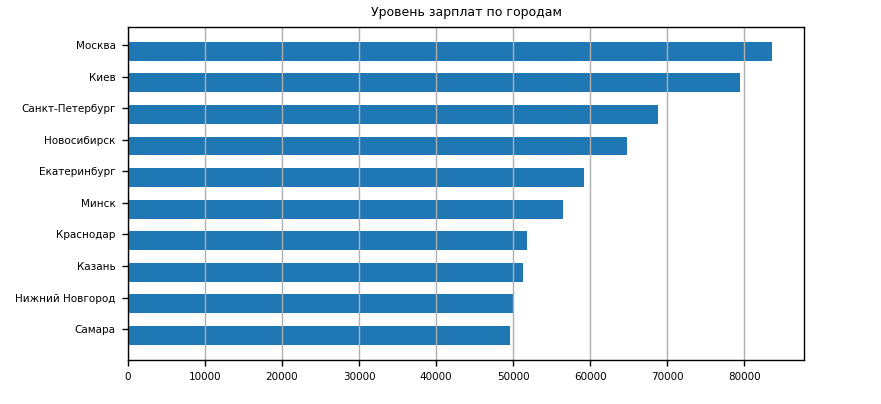 Уровень зарплат по городам
Москва
Киев
Санкт-Петербург
Новосибирск
Екатеринбург
Минск
Краснодар
Казань
Нижний Новгород
Самара
0 10000 20000 30000 40000 50000 60000 70000 80000